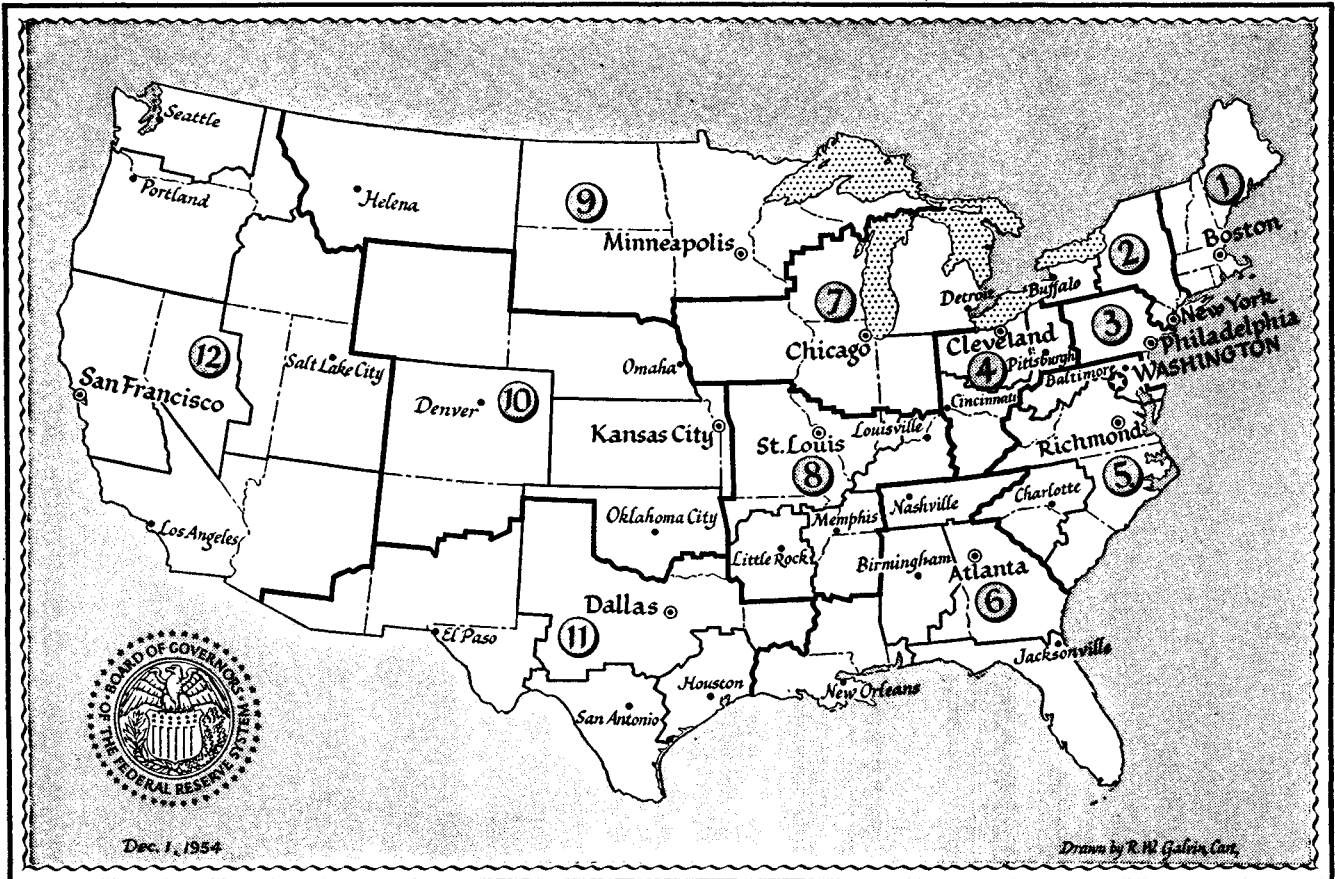 Seattle
Portland
Helena
9
Minneapolis
1
Boston
2
Buffalo
Detroit
7
Chicago
Cleveland
4
Pittsburgh
3
New York
Philadelphia
WASHINGTON
Baltimore
Cincinnati
12
San Francisco
Salt Lake City
Omaha
Denver
10
Kansas City
St. Louis
8
Louisville
Richmond
5
Los Angeles
Oklahoma City
Little Rock
Memphis
Nashville
Charlotte
Birmingham
Atlanta
6
Dallas
11
El Paso
Houston
San Antonio
New Orleans
Jacksonville
BOARD OF GOVERNORS
OF THE FEDERAL RESERVE SYSTEM
Dec. 1, 1954
Drawn by R. W. Galvin, Cart.